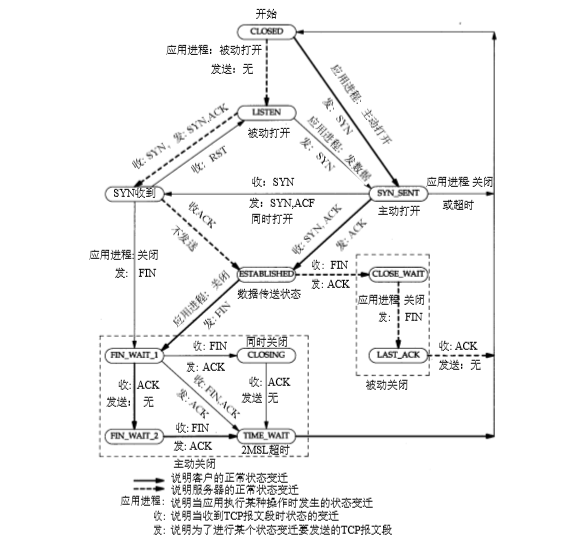 开始
CLOSED
应用进程：被动打开
发送：无
应用进程：主动打开
发：SYN
LISTEN
被动打开
收: SYN，发: SYN,ACK
收：RST
应用进程：发数据
发：SYN
SYN收到
收：SYN
发：SYN,ACF
同时打开
SYN_SENT
主动打开
应用进程 关闭
或超时
收ACK
不发送
收: SYN, ACK
发：ACK
应用进程: 关闭
发： FIN
ESTABLISHED
数据传送状态
收：FIN
发：ACK
CLOSE_WAIT
应用进程 关闭
发： FIN
LAST_ACK
被动关闭
收：ACK
发送：无
应用进程：关闭
发: FIN
FIN_WAIT_1
收: FIN
发：ACK
同时关闭
CLOSING
收: ACK
发送： 无
收: FIN,ACK
发: ACK
收：ACK
发送 无
FIN_WAIT_2
收: FIN
发: ACK
TIME_WAIT
2MSL超时
主动关闭
说明客户的正常状态变迁
说明服务器的正常状态变迁
应用进程: 说明当应用执行某种操作时发生的状态变迁
收: 说明当收到TCP报文段时状态的变迁
发: 说明为了进行某个状态变迁要发送的TCP报文段